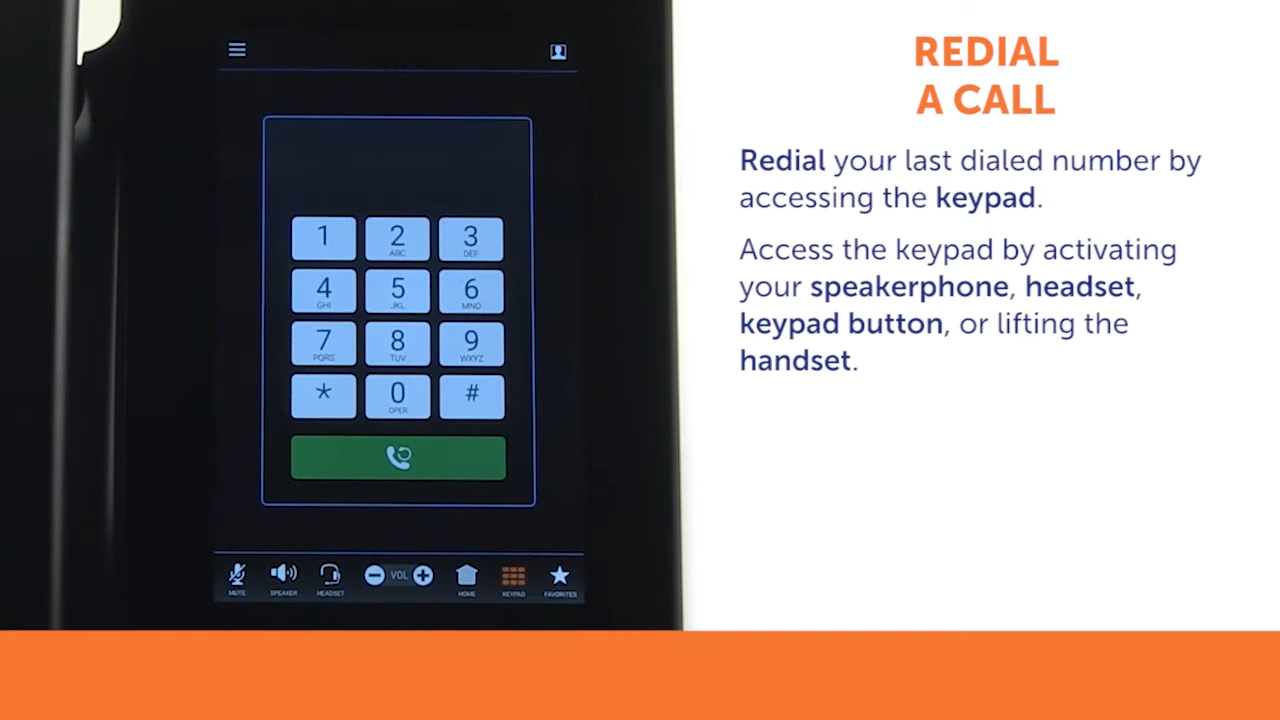 REDIAL
A CALL
Redial your last dialed number by
accessing the keypad.
Access the keypad by activating
your speakerphone, headset,
keypad button, or lifting the
handset.
1 2 3
ABC DEF
4 5 6
GHI JKL MNO
7 8 9
PQRS TUV WXYZ
* 0 #
OPER
VOL
MUTE SPEAKER HEADSET HOME KEYPAD FAVORITES